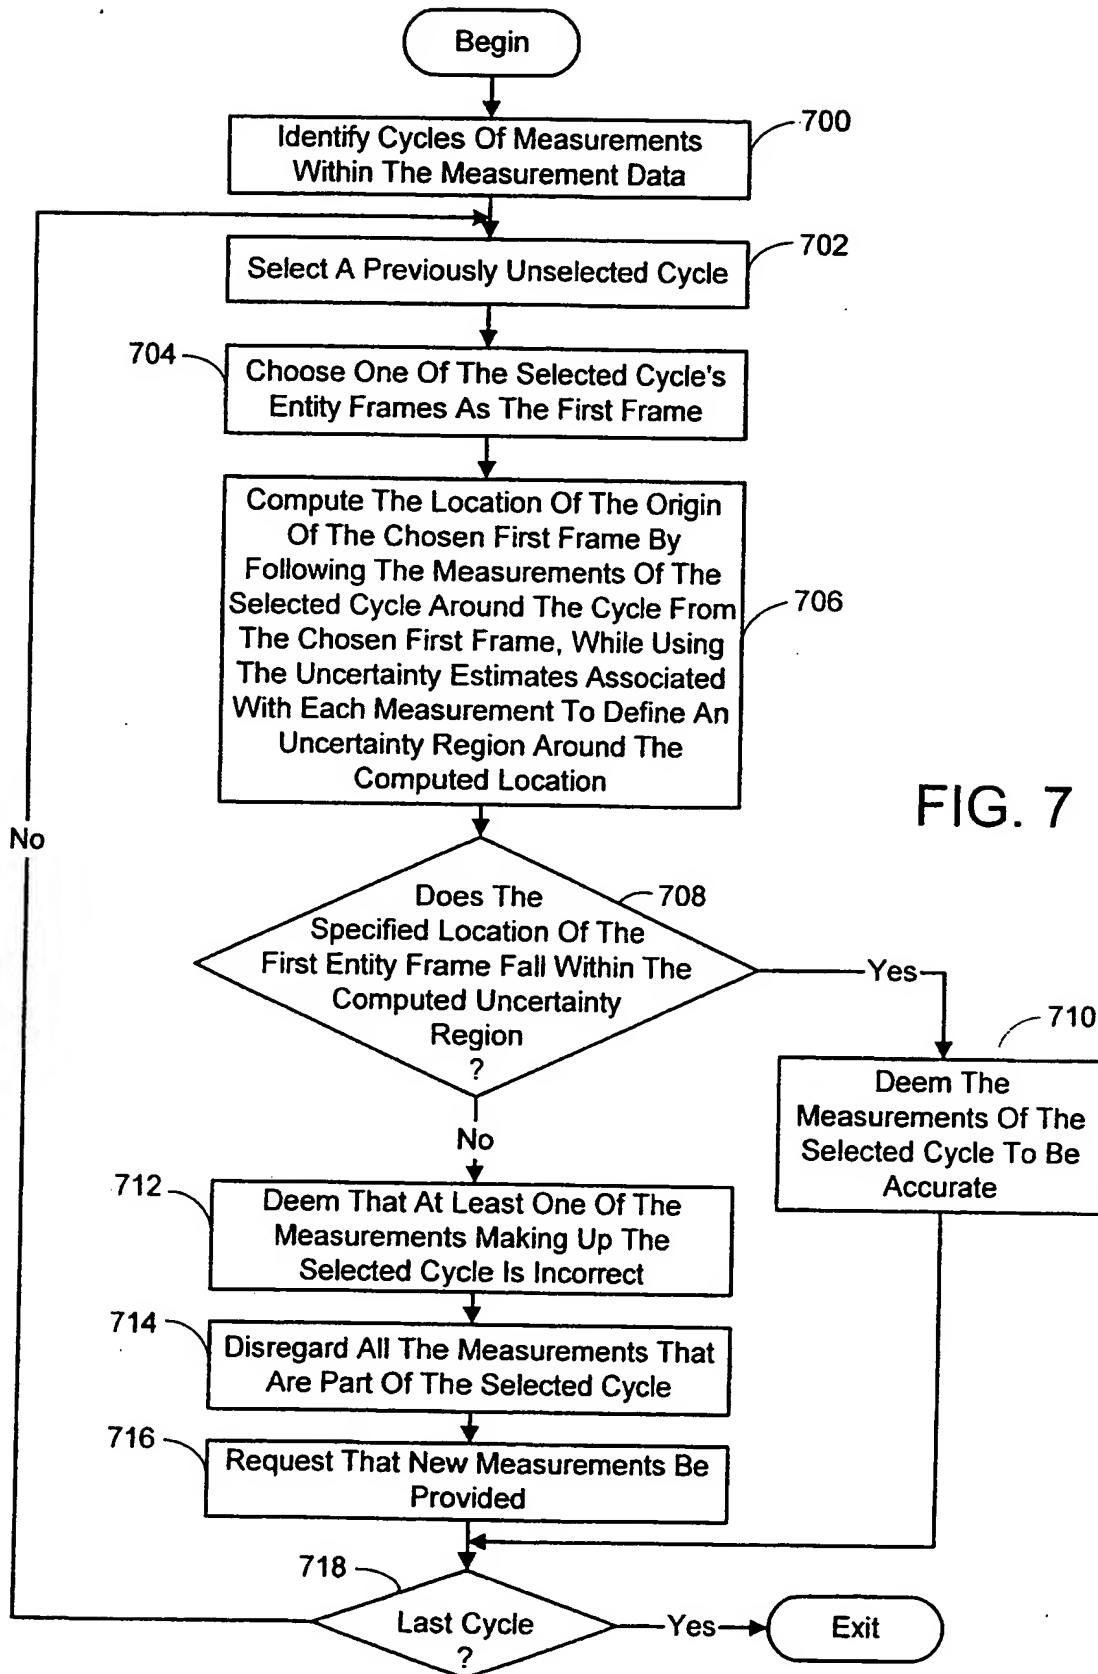 Begin
700
Identify Cycles Of Measurements
Within The Measurement Data
702
Select A Previously Unselected Cycle
704
Choose One Of The Selected Cycle's
Entity Frames As The First Frame
Compute The Location Of The Origin
Of The Chosen First Frame By
Following The Measurements Of The
Selected Cycle Around The Cycle From
The Chosen First Frame, While Using
The Uncertainty Estimates Associated
With Each Measurement To Define An
Uncertainty Region Around The
Computed Location
706
FIG. 7
No
708
Does The
Specified Location Of The
First Entity Frame Fall Within The
Computed Uncertainty
Region
?
Yes
710
Deem The
Measurements Of The
Selected Cycle To Be
Accurate
No
712
Deem That At Least One Of The
Measurements Making Up The
Selected Cycle Is Incorrect
714
Disregard All The Measurements That
Are Part Of The Selected Cycle
716
Request That New Measurements Be
Provided
718
Last Cycle
?
Yes
Exit